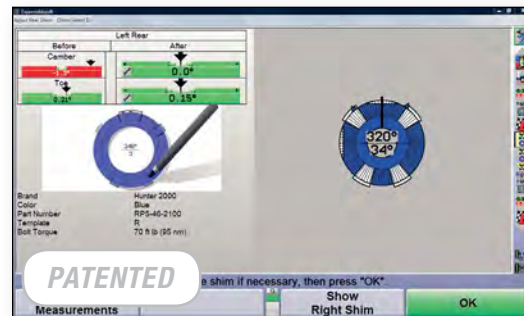 Left Rear
Before
After
Camber
0.0°
Toe
0.21°
0.15°
320°
34°
Brand Hunter 2000
Color Blue
Part Number RPS-46-2100
Template R
Bolt Torque 70 ft lb (95 nm)
PATENTED
e shim if necessary, then press "OK".
Measurements
Show
Right Shim
OK